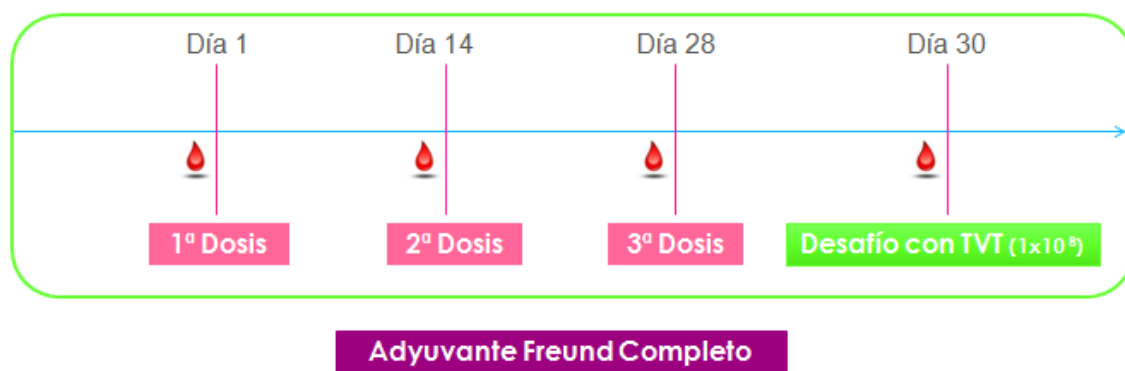 Día 1 Día 14 Día 28 Día 30
1ª Dosis 2ª Dosis 3ª Dosis Desafío con TVT (1x10⁸)
Adyuvante Freund Completo